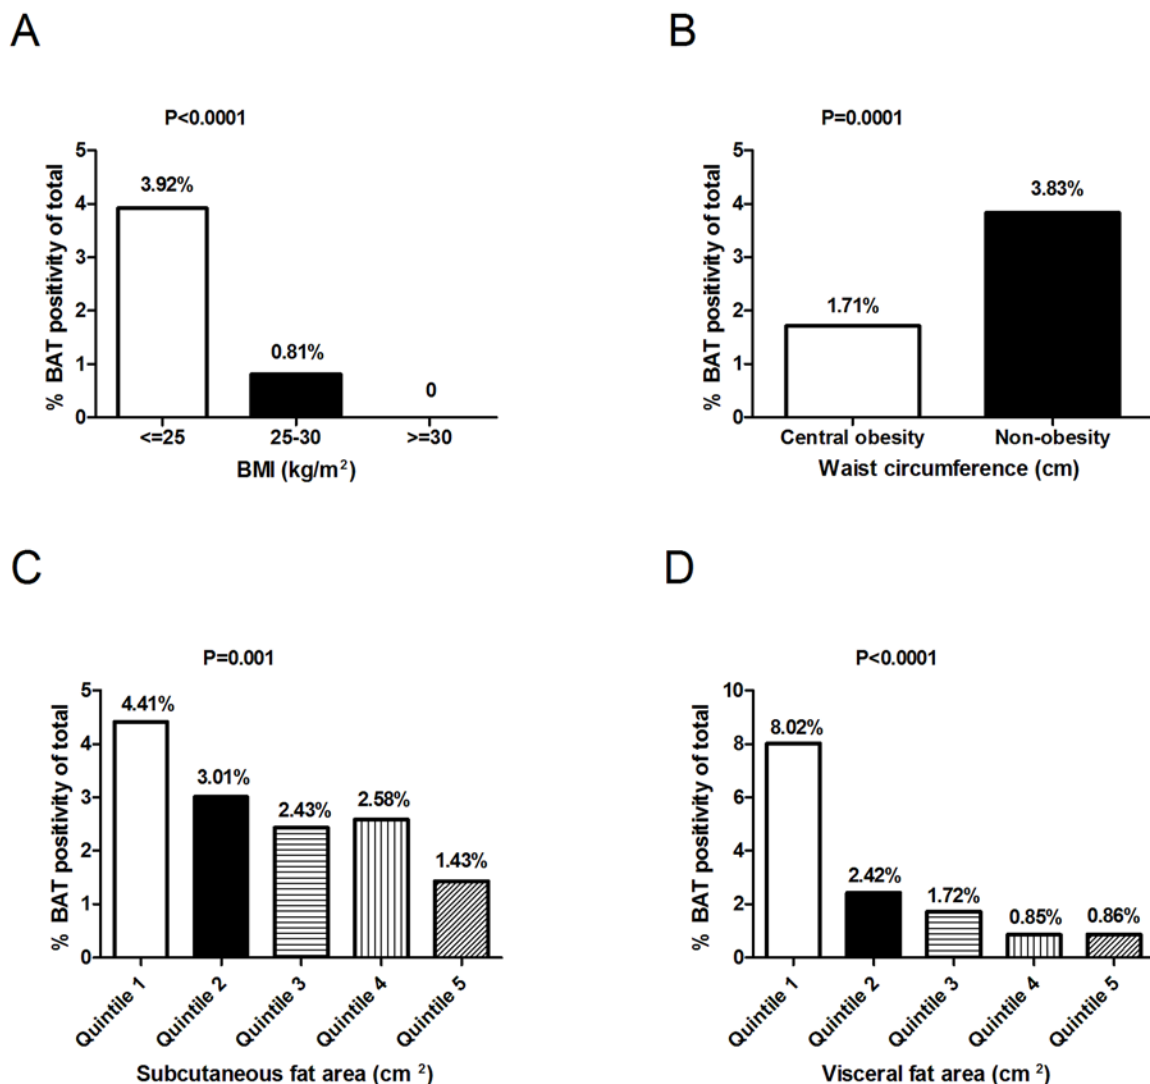 A
P<0.0001
% BAT positivity of total
5
4
3
2
1
0
3.92%
0.81%
0
<=25 25-30 >=30
BMI (kg/m²)
B
P=0.0001
% BAT positivity of total
5
4
3
2
1
0
1.71%
3.83%
Central obesity Non-obesity
Waist circumference (cm)
C
P=0.001
% BAT positivity of total
5
4
3
2
1
0
4.41%
3.01%
2.43%
2.58%
1.43%
Quintile 1
Quintile 2
Quintile 3
Quintile 4
Quintile 5
Subcutaneous fat area (cm ²)
D
P<0.0001
% BAT positivity of total
10
8
6
4
2
0
8.02%
2.42%
1.72%
0.85%
0.86%
Quintile 1
Quintile 2
Quintile 3
Quintile 4
Quintile 5
Visceral fat area (cm ²)